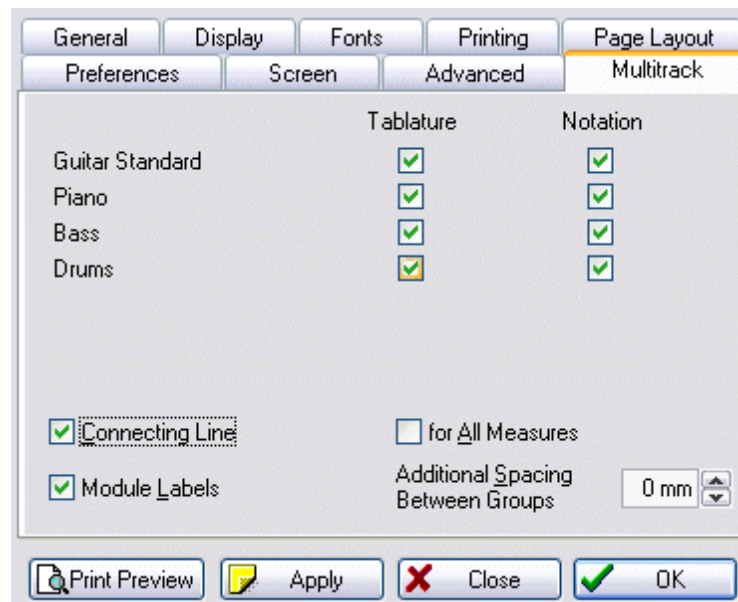 General Display Fonts Printing Page Layout
Preferences Screen Advanced Multitrack
Tablature Notation
Guitar Standard
Piano
Bass
Drums
Connecting Line for All Measures
Module Labels Additional Spacing Between Groups 0 mm
Print Preview Apply Close OK